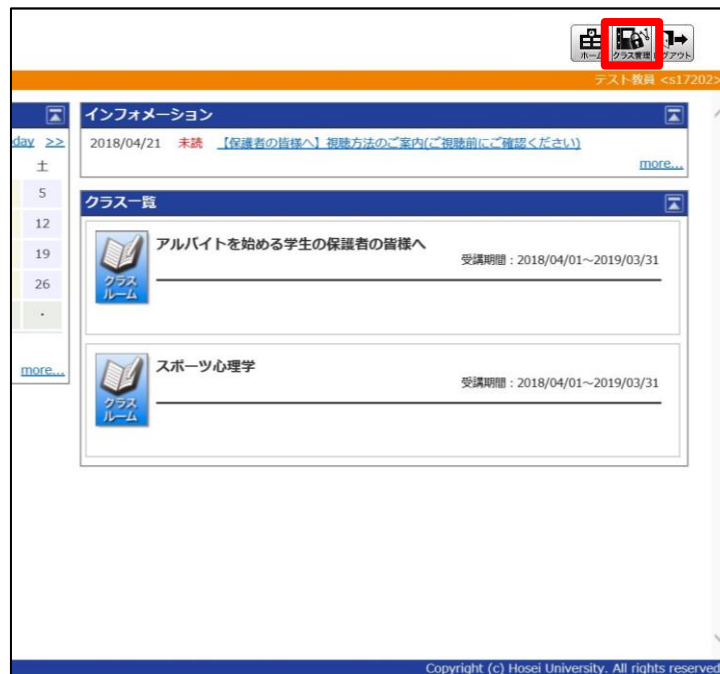 ホーム クラス管理 ログアウト
テスト教員 <s17202>
day >>
土
5
12
19
26
・
more...
インフォメーション
2018/04/21 未読 【保護者の皆様へ】視聴方法のご案内(ご視聴前にご確認ください)
more...
クラス一覧
クラス
ルーム
アルバイトを始める学生の保護者の皆様へ
受講期間：2018/04/01～2019/03/31
クラス
ルーム
スポーツ心理学
受講期間：2018/04/01～2019/03/31
Copyright (c) Hosei University. All rights reserved